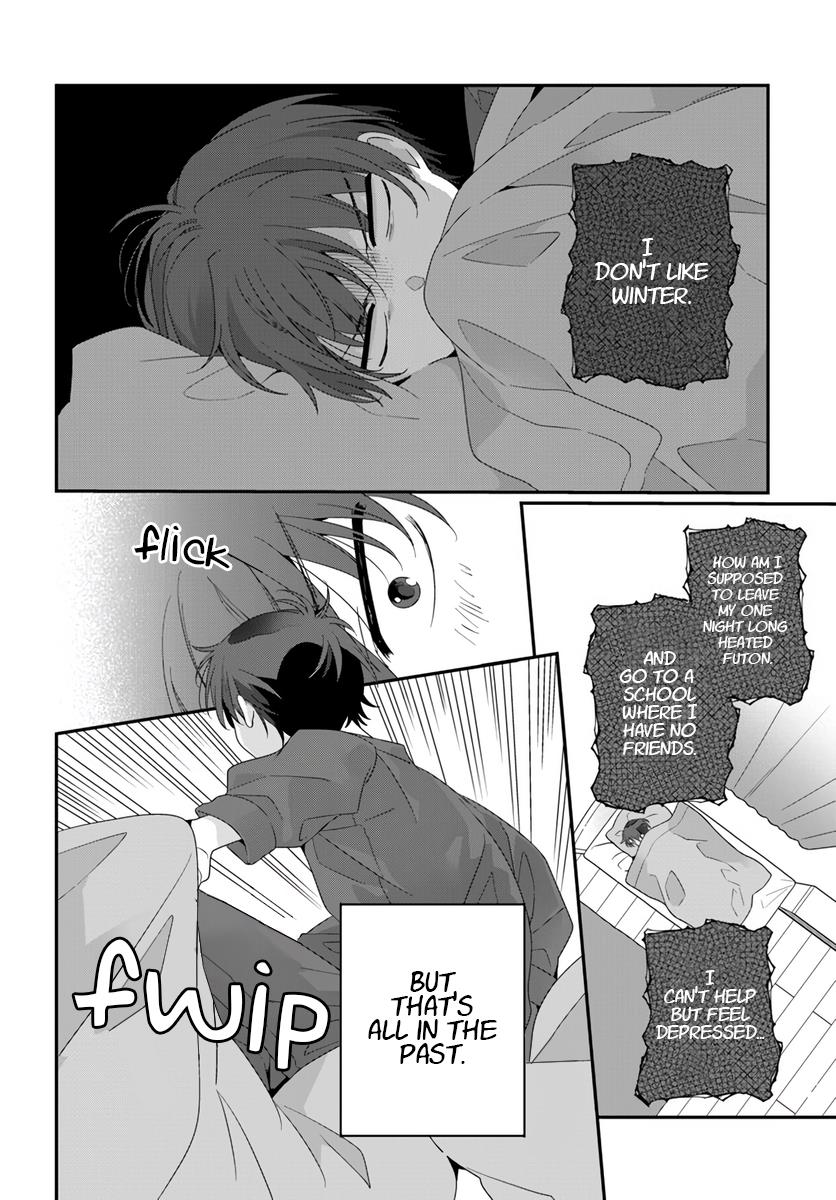 I
DON'T LIKE
WINTER.
HOW AM I
SUPPOSED
TO LEAVE
MY ONE
NIGHT LONG
HEATED
FUTON.
AND
GO TO A
SCHOOL
WHERE I
HAVE NO
FRIENDS.
I
CAN'T HELP
BUT FEEL
DEPRESSED...
flick
fwip
BUT
THAT'S
ALL IN THE
PAST.